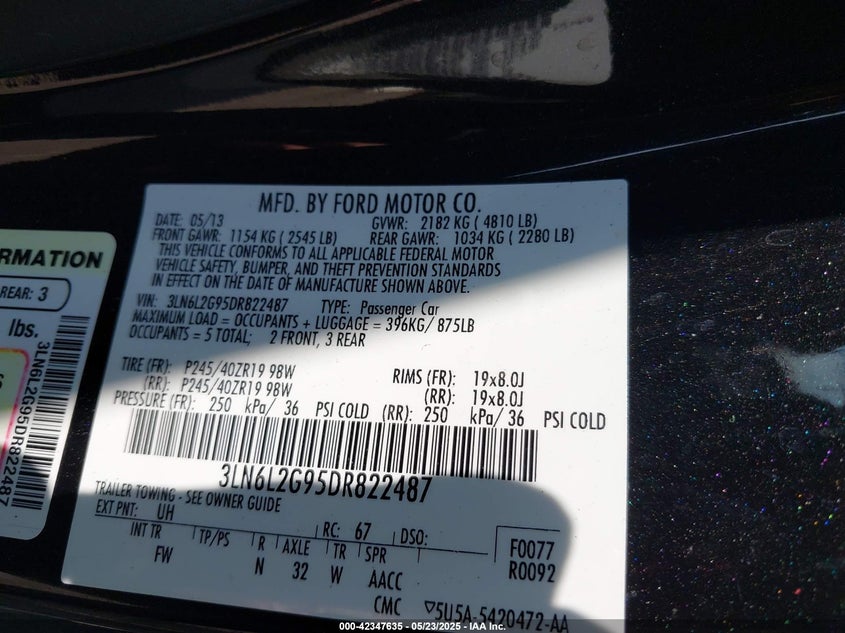 MFD. BY FORD MOTOR CO.
DATE: 05/13 GVWR: 2182 KG ( 4810 LB)
FRONT GAWR: 1154 KG ( 2545 LB) REAR GAWR: 1034 KG ( 2280 LB)
THIS VEHICLE CONFORMS TO ALL APPLICABLE FEDERAL MOTOR
VEHICLE SAFETY, BUMPER, AND THEFT PREVENTION STANDARDS
IN EFFECT ON THE DATE OF MANUFACTURE SHOWN ABOVE.
VIN: 3LN6L2G95DR822487 TYPE: Passenger Car
MAXIMUM LOAD = OCCUPANTS + LUGGAGE = 396KG/ 875LB
OCCUPANTS = 5 TOTAL; 2 FRONT, 3 REAR
TIRE (FR): P245/40ZR19 98W RIMS (FR): 19x8.0J
(RR): P245/40ZR19 98W (RR): 19x8.0J
PRESSURE (FR): 250 kPa/ 36 PSI COLD (RR): 250 kPa/ 36 PSI COLD
3LN6L2G95DR822487
TRAILER TOWING - SEE OWNER GUIDE
EXT PNT: UH RC: 67 DSO: F0077
INT TR TP/PS R AXLE TR SPR R0092
FW N 32 W AACC
CMC ▽5U5A-5420472-AA
ORMATION
REAR: 3
lbs.
3LN6L2G95DR822487
000-42347635 - 05/23/2025 - IAA Inc.